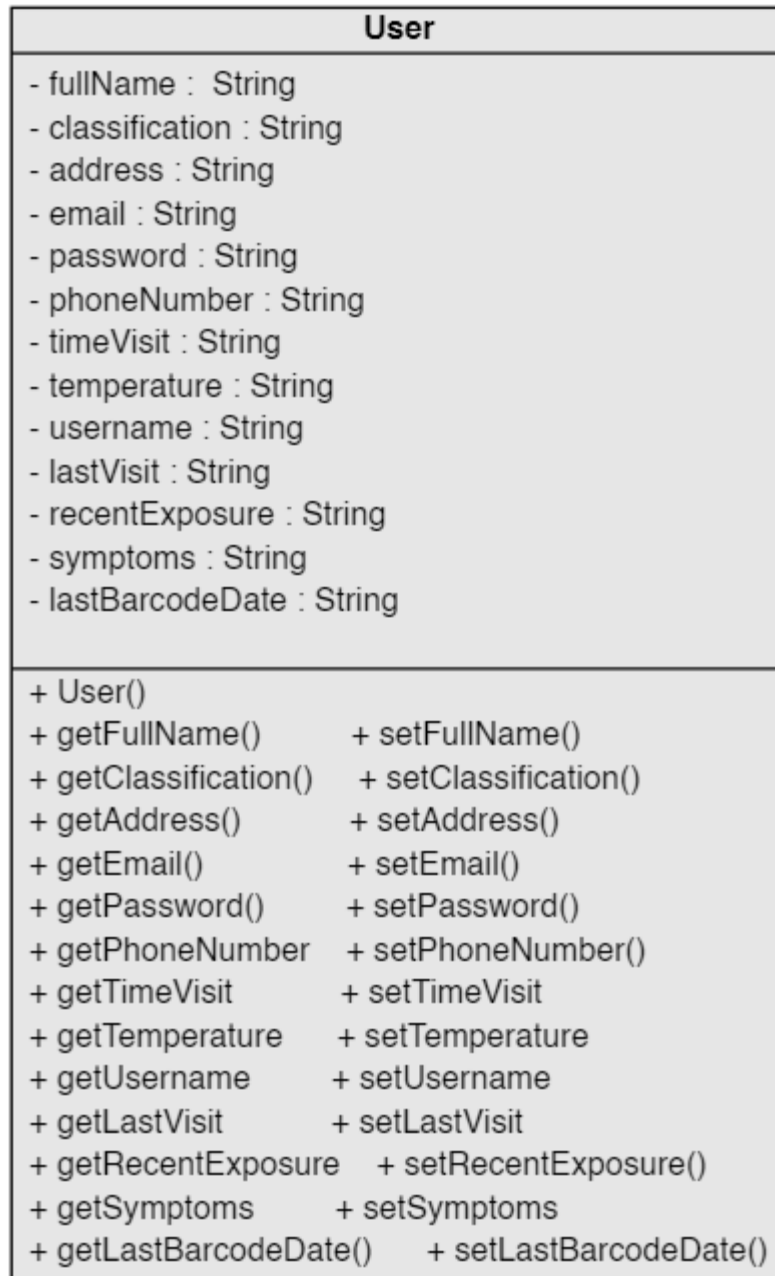 User
- fullName :  String
- classification : String
- address : String
- email : String
- password : String
- phoneNumber : String
- timeVisit : String
- temperature : String
- username : String
- lastVisit : String
- recentExposure : String
- symptoms : String
- lastBarcodeDate : String
+ User()
+ getFullName() + setFullName()
+ getClassification() + setClassification()
+ getAddress() + setAddress()
+ getEmail() + setEmail()
+ getPassword() + setPassword()
+ getPhoneNumber + setPhoneNumber()
+ getTimeVisit + setTimeVisit
+ getTemperature + setTemperature
+ getUsername + setUsername
+ getLastVisit + setLastVisit
+ getRecentExposure + setRecentExposure()
+ getSymptoms + setSymptoms
+ getLastBarcodeDate() + setLastBarcodeDate()